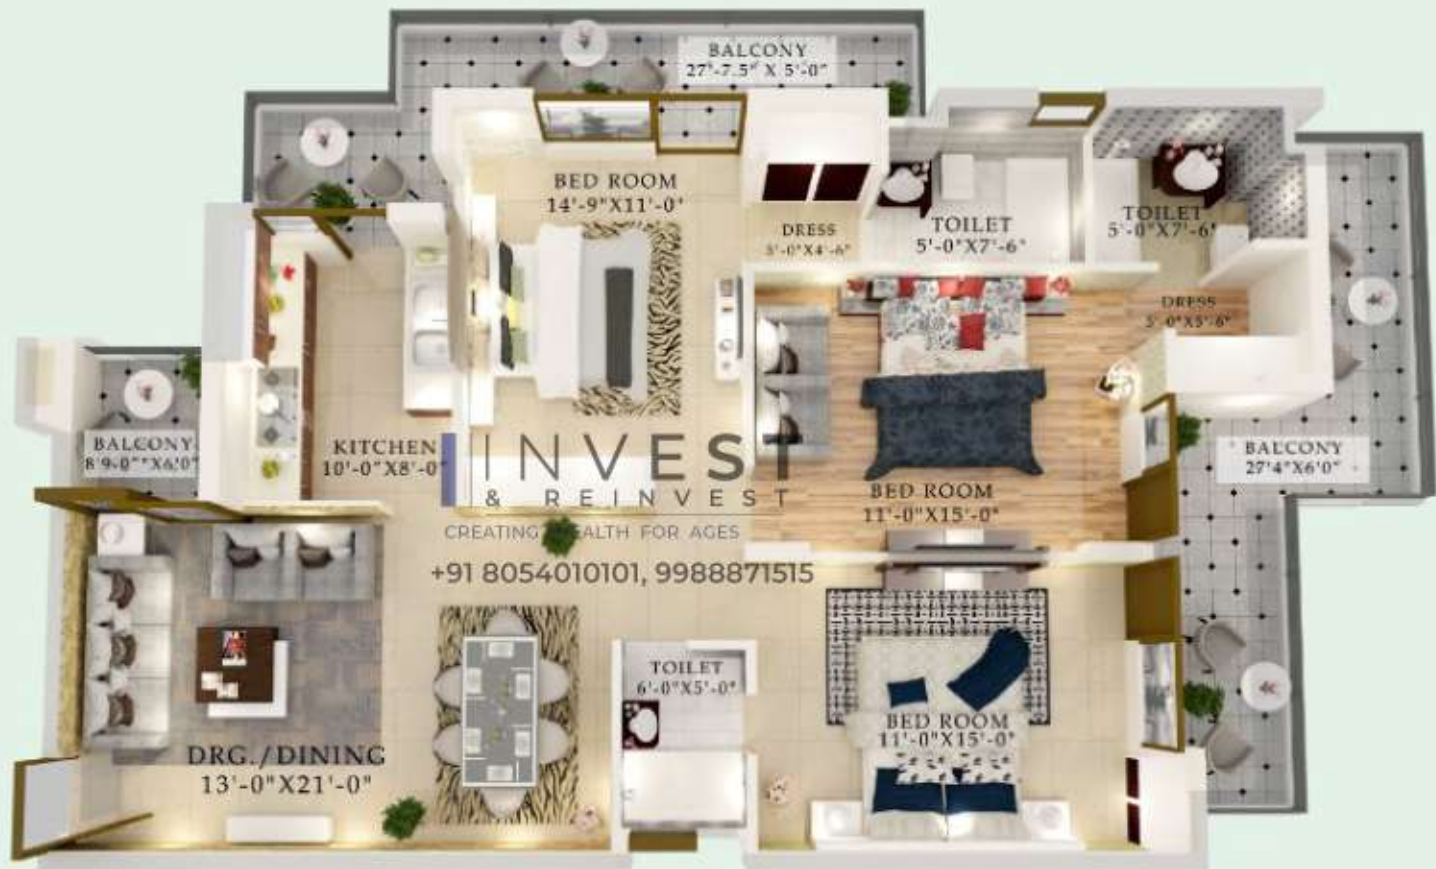 BALCONY
27'-7.5" X 5'-0"
BED ROOM
14'-9"X11'-0"
DRESS
5'-0"X4'-6"
TOILET
5'-0"X7'-6"
TOILET
5'-0"X7'-6"
DRESS
5'-0"X5'-6"
BALCONY
8'9-0""X6'0"
KITCHEN
10'-0"X8'-0"
INVEST
& REINVEST
CREATING EALTH FOR AGES
+91 8054010101, 9988871515
BED ROOM
11'-0"X15'-0"
BALCONY
27'4"X6'0"
TOILET
6'-0"X5'-0"
BED ROOM
11'-0"X15'-0"
DRG./DINING
13'-0"X21'-0"